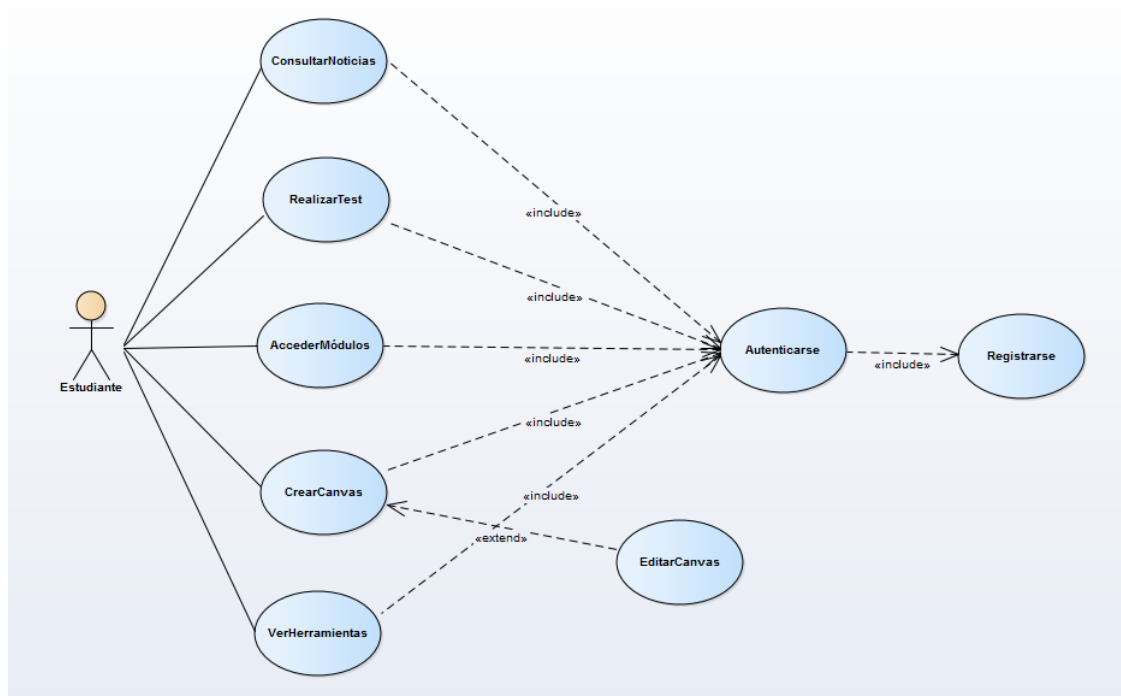 ConsultarNoticias
RealizarTest
«include»
«include»
AccederMódulos
«include»
Autenticarse
«include»
Registrarse
Estudiante
«include»
CrearCanvas
«include»
«extend»
EditarCanvas
VerHerramientas